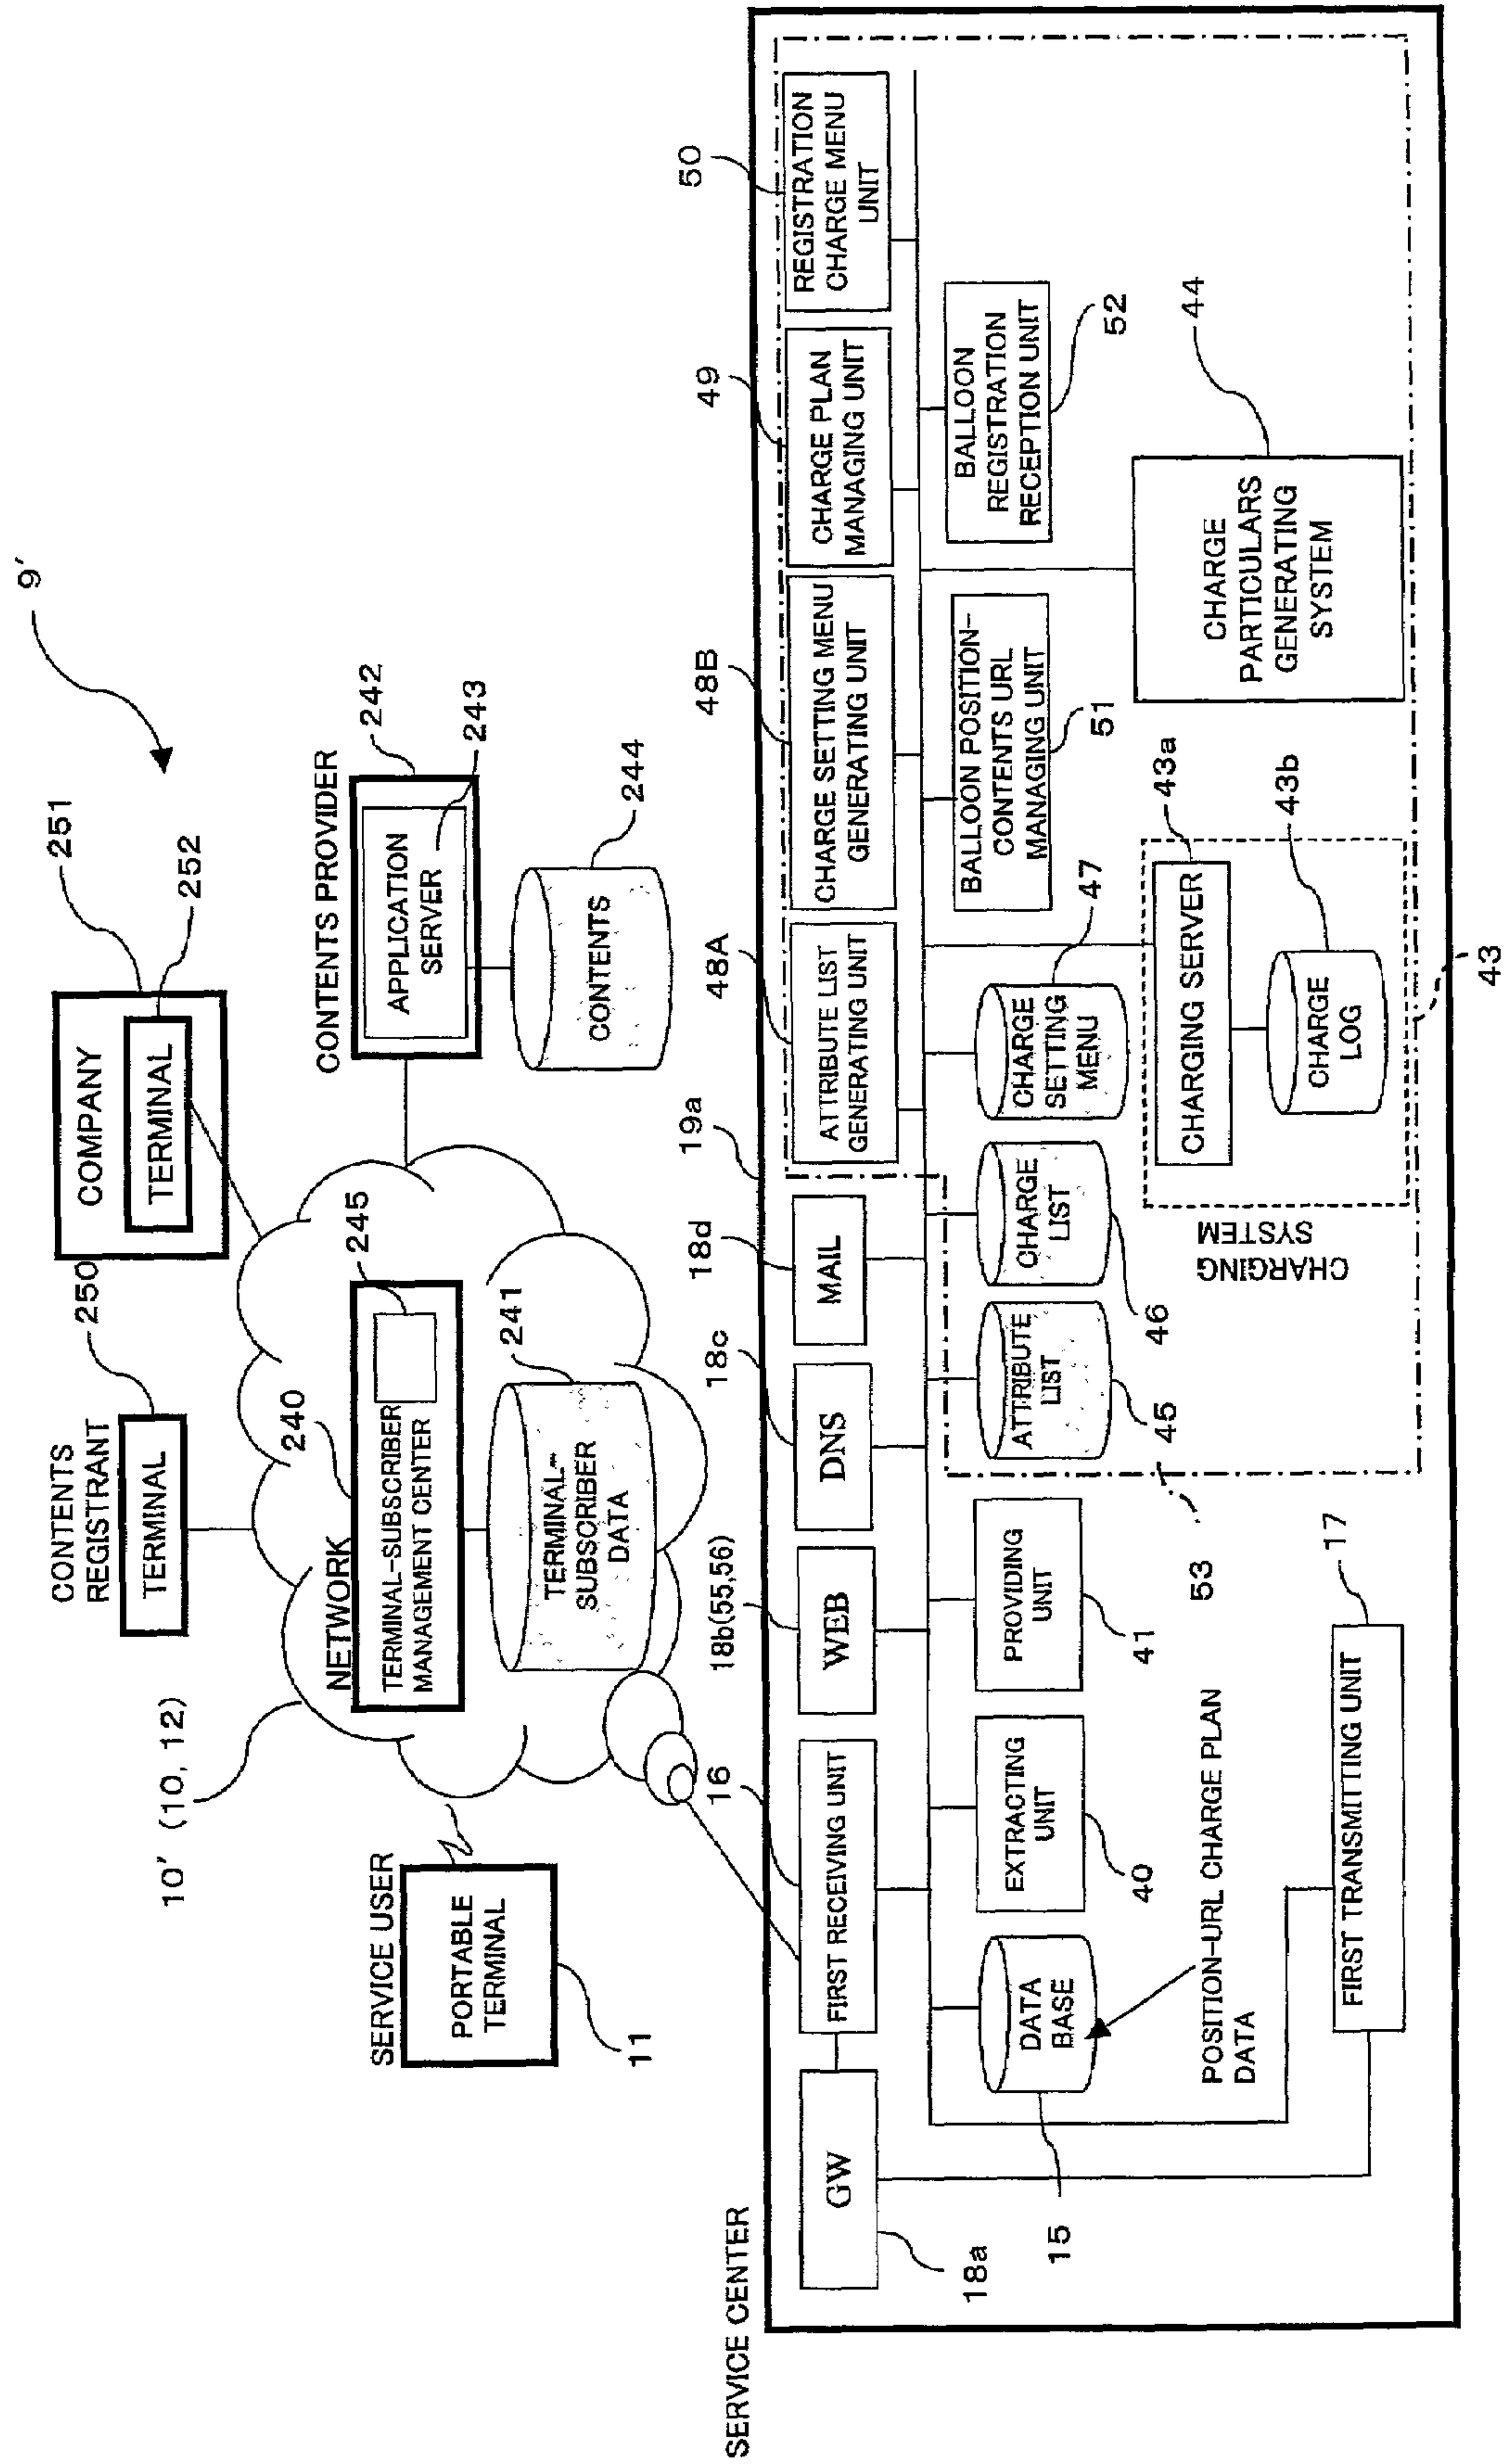 9'
CONTENTS
REGISTRANT
250
TERMINAL
251
COMPANY
252
TERMINAL
CONTENTS PROVIDER
242
APPLICATION
SERVER
243
CONTENTS
244
10' (10, 12)
NETWORK
240
245
TERMINAL-SUBSCRIBER
MANAGEMENT CENTER
241
TERMINAL-
SUBSCRIBER
DATA
SERVICE USER
PORTABLE
TERMINAL
11
SERVICE CENTER
19a
GW
18a
16
FIRST RECEIVING UNIT
18b(55,56)
WEB
18c
DNS
18d
MAIL
48A
ATTRIBUTE LIST
GENERATING UNIT
48B
CHARGE SETTING MENU
GENERATING UNIT
49
CHARGE PLAN
MANAGING UNIT
50
REGISTRATION
CHARGE MENU
UNIT
DATA
BASE
15
POSITION-URL CHARGE PLAN
DATA
EXTRACTING
UNIT
40
PROVIDING
UNIT
41
53
ATTRIBUTE
LIST
45
CHARGE
LIST
46
CHARGE
SETTING
MENU
47
BALLOON POSITION-
CONTENTS URL
MANAGING UNIT
51
BALLOON
REGISTRATION
RECEPTION UNIT
52
FIRST TRANSMITTING UNIT
17
CHARGING
SYSTEM
CHARGING SERVER
43a
CHARGE
LOG
43b
43
CHARGE
PARTICULARS
GENERATING
SYSTEM
44